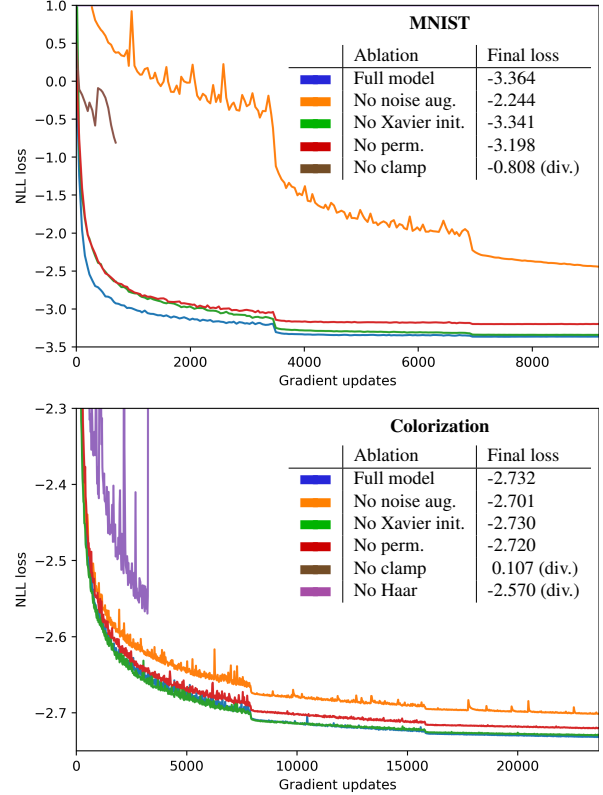 MNIST
Ablation Final loss
Full model -3.364
No noise aug. -2.244
No Xavier init. -3.341
No perm. -3.198
No clamp -0.808 (div.)
1.0
0.5
0.0
−0.5
−1.0
−1.5
−2.0
−2.5
−3.0
−3.5
NLL loss
0 2000 4000 6000 8000
Gradient updates
Colorization
Ablation Final loss
Full model -2.732
No noise aug. -2.701
No Xavier init. -2.730
No perm. -2.720
No clamp 0.107 (div.)
No Haar -2.570 (div.)
−2.3
−2.4
−2.5
−2.6
−2.7
NLL loss
0 5000 10000 15000 20000
Gradient updates